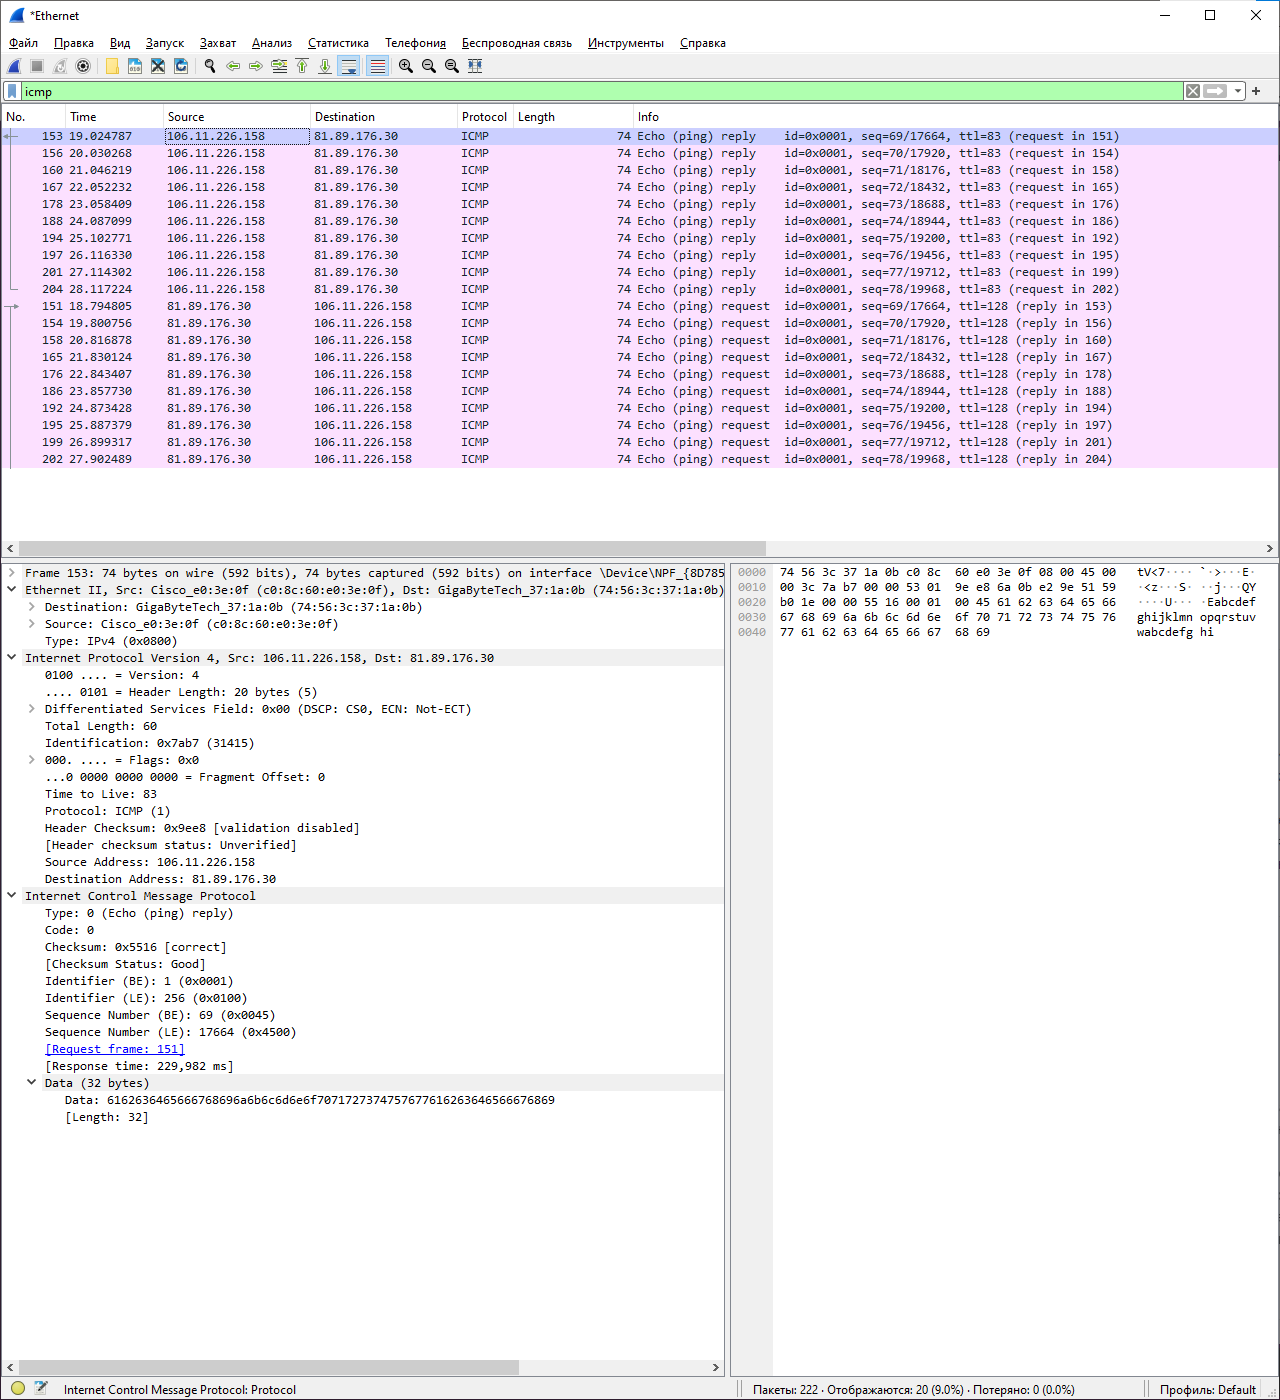 *Ethernet
Файл Правка Вид Запуск Захват Анализ Статистика Телефония Беспроводная связь Инструменты Справка
icmp
No. Time Source Destination Protocol Length Info
153 19.024787 106.11.226.158 81.89.176.30 ICMP 74 Echo (ping) reply id=0x0001, seq=69/17664, ttl=83 (request in 151)
156 20.030268 106.11.226.158 81.89.176.30 ICMP 74 Echo (ping) reply id=0x0001, seq=70/17920, ttl=83 (request in 154)
160 21.046219 106.11.226.158 81.89.176.30 ICMP 74 Echo (ping) reply id=0x0001, seq=71/18176, ttl=83 (request in 158)
167 22.052232 106.11.226.158 81.89.176.30 ICMP 74 Echo (ping) reply id=0x0001, seq=72/18432, ttl=83 (request in 165)
178 23.058409 106.11.226.158 81.89.176.30 ICMP 74 Echo (ping) reply id=0x0001, seq=73/18688, ttl=83 (request in 176)
188 24.087099 106.11.226.158 81.89.176.30 ICMP 74 Echo (ping) reply id=0x0001, seq=74/18944, ttl=83 (request in 186)
194 25.102771 106.11.226.158 81.89.176.30 ICMP 74 Echo (ping) reply id=0x0001, seq=75/19200, ttl=83 (request in 192)
197 26.116330 106.11.226.158 81.89.176.30 ICMP 74 Echo (ping) reply id=0x0001, seq=76/19456, ttl=83 (request in 195)
201 27.114302 106.11.226.158 81.89.176.30 ICMP 74 Echo (ping) reply id=0x0001, seq=77/19712, ttl=83 (request in 199)
204 28.117224 106.11.226.158 81.89.176.30 ICMP 74 Echo (ping) reply id=0x0001, seq=78/19968, ttl=83 (request in 202)
151 18.794805 81.89.176.30 106.11.226.158 ICMP 74 Echo (ping) request id=0x0001, seq=69/17664, ttl=128 (reply in 153)
154 19.800756 81.89.176.30 106.11.226.158 ICMP 74 Echo (ping) request id=0x0001, seq=70/17920, ttl=128 (reply in 156)
158 20.816878 81.89.176.30 106.11.226.158 ICMP 74 Echo (ping) request id=0x0001, seq=71/18176, ttl=128 (reply in 160)
165 21.830124 81.89.176.30 106.11.226.158 ICMP 74 Echo (ping) request id=0x0001, seq=72/18432, ttl=128 (reply in 167)
176 22.843407 81.89.176.30 106.11.226.158 ICMP 74 Echo (ping) request id=0x0001, seq=73/18688, ttl=128 (reply in 178)
186 23.857730 81.89.176.30 106.11.226.158 ICMP 74 Echo (ping) request id=0x0001, seq=74/18944, ttl=128 (reply in 188)
192 24.873428 81.89.176.30 106.11.226.158 ICMP 74 Echo (ping) request id=0x0001, seq=75/19200, ttl=128 (reply in 194)
195 25.887379 81.89.176.30 106.11.226.158 ICMP 74 Echo (ping) request id=0x0001, seq=76/19456, ttl=128 (reply in 197)
199 26.899317 81.89.176.30 106.11.226.158 ICMP 74 Echo (ping) request id=0x0001, seq=77/19712, ttl=128 (reply in 201)
202 27.902489 81.89.176.30 106.11.226.158 ICMP 74 Echo (ping) request id=0x0001, seq=78/19968, ttl=128 (reply in 204)
Frame 153: 74 bytes on wire (592 bits), 74 bytes captured (592 bits) on interface \Device\NPF_{8D785
Ethernet II, Src: Cisco_e0:3e:0f (c0:8c:60:e0:3e:0f), Dst: GigaByteTech_37:1a:0b (74:56:3c:37:1a:0b)
Destination: GigaByteTech_37:1a:0b (74:56:3c:37:1a:0b)
Source: Cisco_e0:3e:0f (c0:8c:60:e0:3e:0f)
Type: IPv4 (0x0800)
Internet Protocol Version 4, Src: 106.11.226.158, Dst: 81.89.176.30
0100 .... = Version: 4
.... 0101 = Header Length: 20 bytes (5)
Differentiated Services Field: 0x00 (DSCP: CS0, ECN: Not-ECT)
Total Length: 60
Identification: 0x7ab7 (31415)
000. .... = Flags: 0x0
...0 0000 0000 0000 = Fragment Offset: 0
Time to Live: 83
Protocol: ICMP (1)
Header Checksum: 0x9ee8 [validation disabled]
[Header checksum status: Unverified]
Source Address: 106.11.226.158
Destination Address: 81.89.176.30
Internet Control Message Protocol
Type: 0 (Echo (ping) reply)
Code: 0
Checksum: 0x5516 [correct]
[Checksum Status: Good]
Identifier (BE): 1 (0x0001)
Identifier (LE): 256 (0x0100)
Sequence Number (BE): 69 (0x0045)
Sequence Number (LE): 17664 (0x4500)
[Request frame: 151]
[Response time: 229,982 ms]
Data (32 bytes)
Data: 6162636465666768696a6b6c6d6e6f7071727374757677616263646566676869
[Length: 32]
0000 74 56 3c 37 1a 0b c0 8c 60 e0 3e 0f 08 00 45 00 tV<7···· `·>···E·
0010 00 3c 7a b7 00 00 53 01 9e e8 6a 0b e2 9e 51 59 ·<z···S· ··j···QY
0020 b0 1e 00 00 55 16 00 01 00 45 61 62 63 64 65 66 ····U··· ·Eabcdef
0030 67 68 69 6a 6b 6c 6d 6e 6f 70 71 72 73 74 75 76 ghijklmn opqrstuv
0040 77 61 62 63 64 65 66 67 68 69 wabcdefg hi
Internet Control Message Protocol: Protocol
Пакеты: 222 · Отображаются: 20 (9.0%) · Потеряно: 0 (0.0%)
Профиль: Default